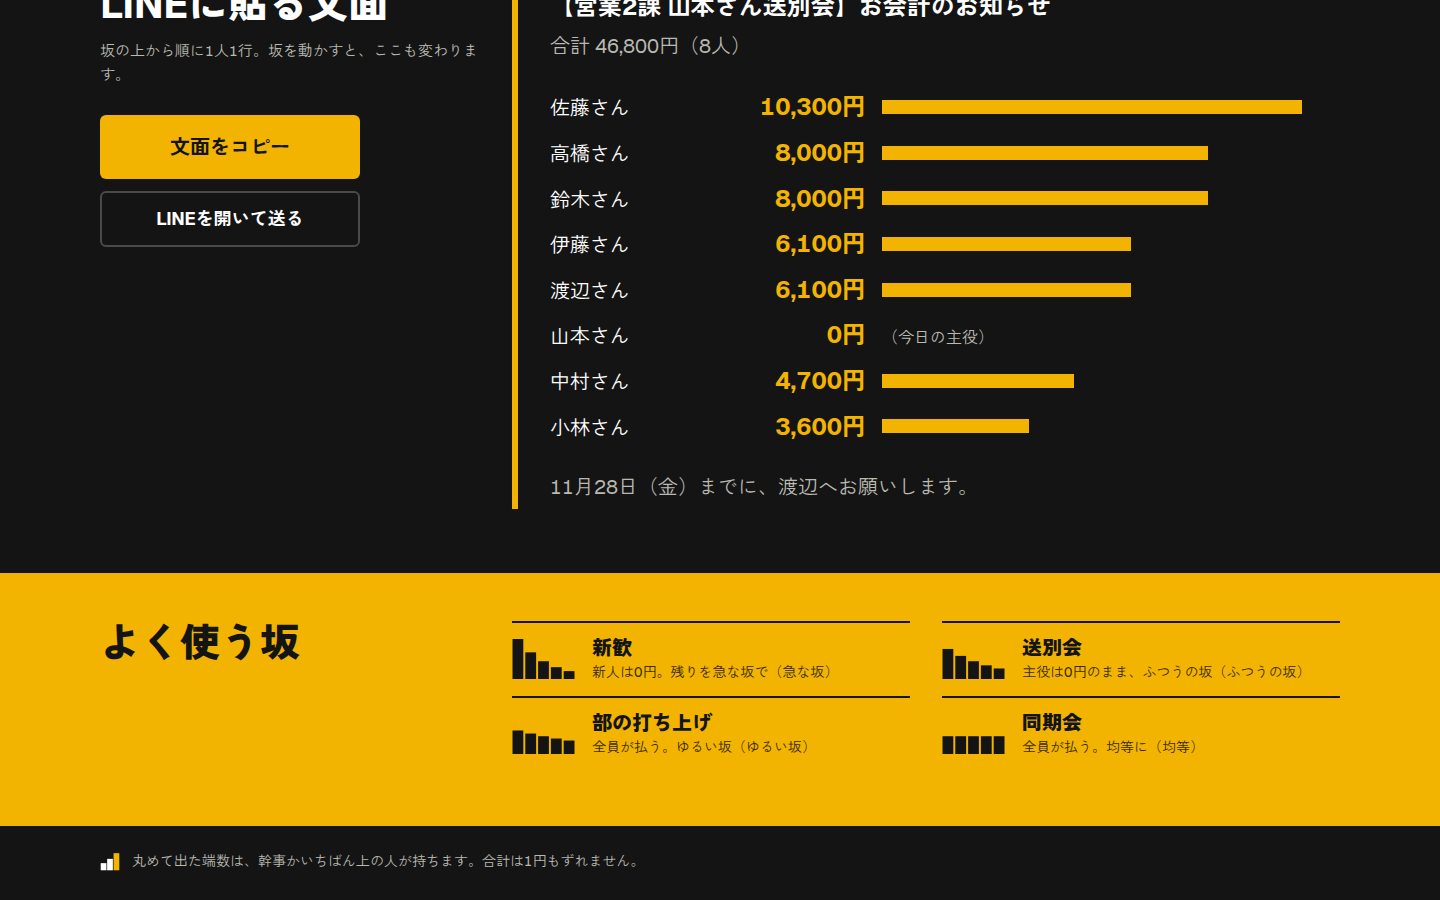 LINEに貼る文面
坂の上から順に1人1行。坂を動かすと、ここも変わりま
す。
文面をコピー
LINEを開いて送る
【営業2課 山本さん送別会】お会計のお知らせ
合計 46,800円（8人）
佐藤さん 10,300円
高橋さん 8,000円
鈴木さん 8,000円
伊藤さん 6,100円
渡辺さん 6,100円
山本さん 0円 （今日の主役）
中村さん 4,700円
小林さん 3,600円
11月28日（金）までに、渡辺へお願いします。
よく使う坂
新歓
新人は0円。残りを急な坂で（急な坂）
送別会
主役は0円のまま、ふつうの坂（ふつうの坂）
部の打ち上げ
全員が払う。ゆるい坂（ゆるい坂）
同期会
全員が払う。均等に（均等）
丸めて出た端数は、幹事かいちばん上の人が持ちます。合計は1円もずれません。